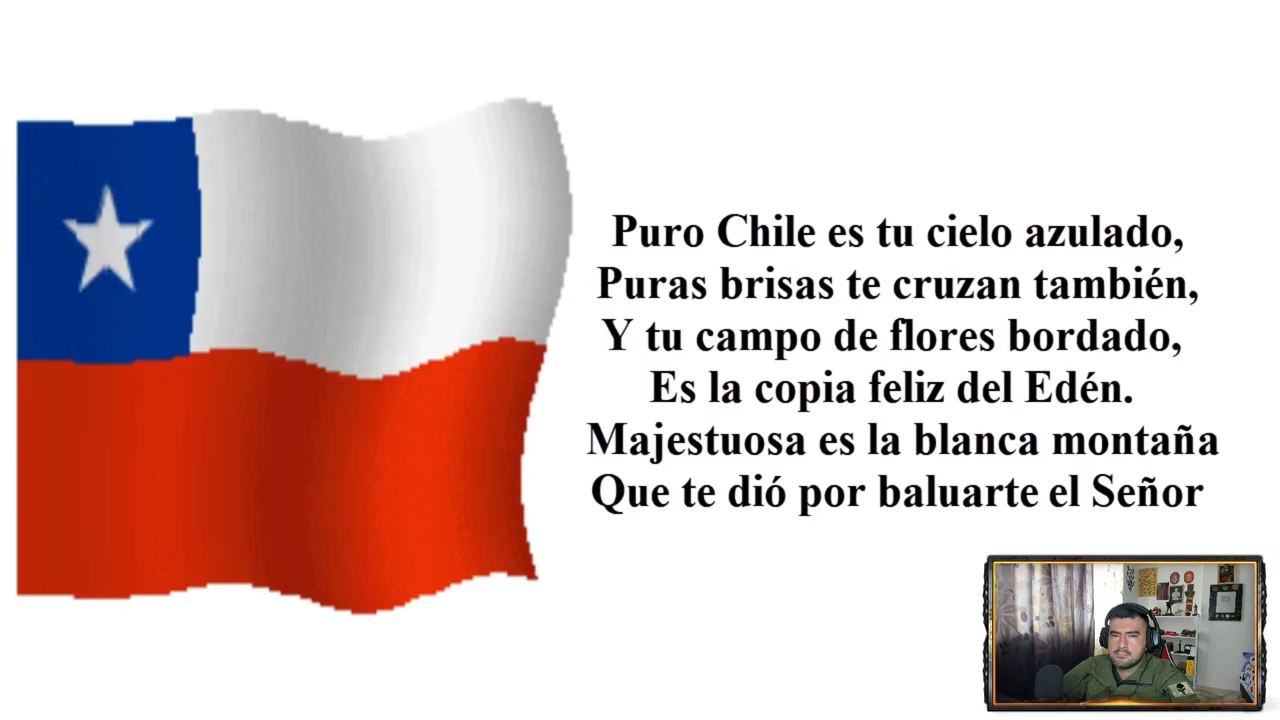 Puro Chile es tu cielo azulado,
Puras brisas te cruzan también,
Y tu campo de flores bordado,
Es la copia feliz del Edén.
Majestuosa es la blanca montaña
Que te dió por baluarte el Señor